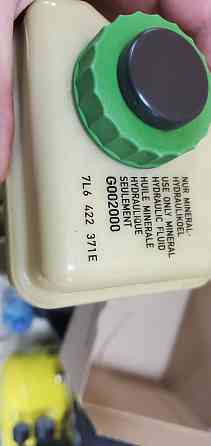 NUR MINERAL-
HYDRAULIKOEL
USE ONLY MINERAL
HYDRAULIC FLUID
HUILE MINERALE
HYDRAULIQUE
SEULEMENT
G002000
7L6 422 371E